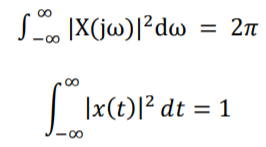 ∫_{-∞}^{∞} |X(jω)|²dω = 2π
∫_{-∞}^{∞} |x(t)|² dt = 1